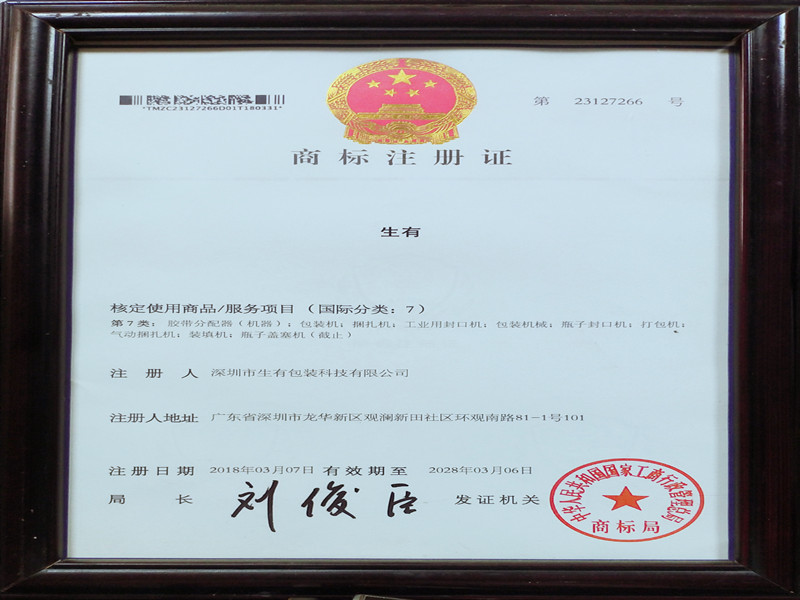 *TMZC23127266D01T180331*
第 23127266 号
商标注册证
生有
核定使用商品/服务项目（国际分类：7）
第7类：胶带分配器（机器）；包装机；捆扎机；工业用封口机；包装机械；瓶子封口机；打包机；
气动捆扎机；装填机；瓶子盖塞机（截止）
注册人 深圳市生有包装科技有限公司
注册人地址 广东省深圳市龙华新区观澜新田社区环观南路81-1号101
注册日期 2018年03月07日 有效期至 2028年03月06日
局长 刘俊臣 发证机关
中华人民共和国国家工商行政管理总局
商标局